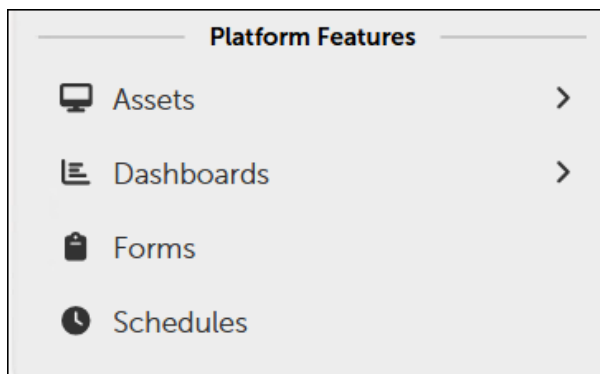 Platform Features
Assets
Dashboards
Forms
Schedules